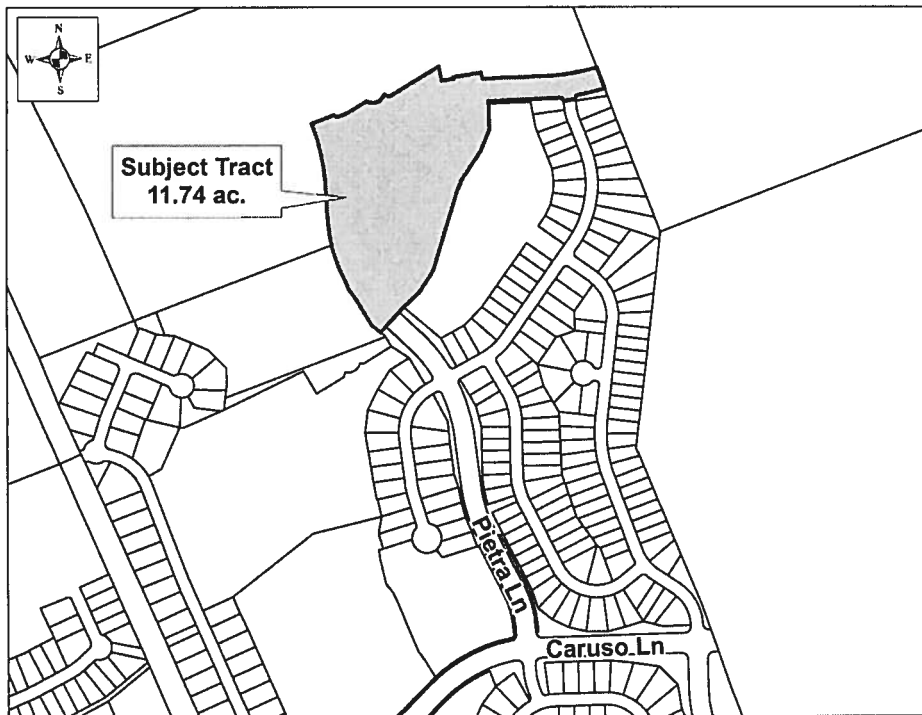 N
W E
S
Subject Tract
11.74 ac.
Pietra Ln
Caruso Ln